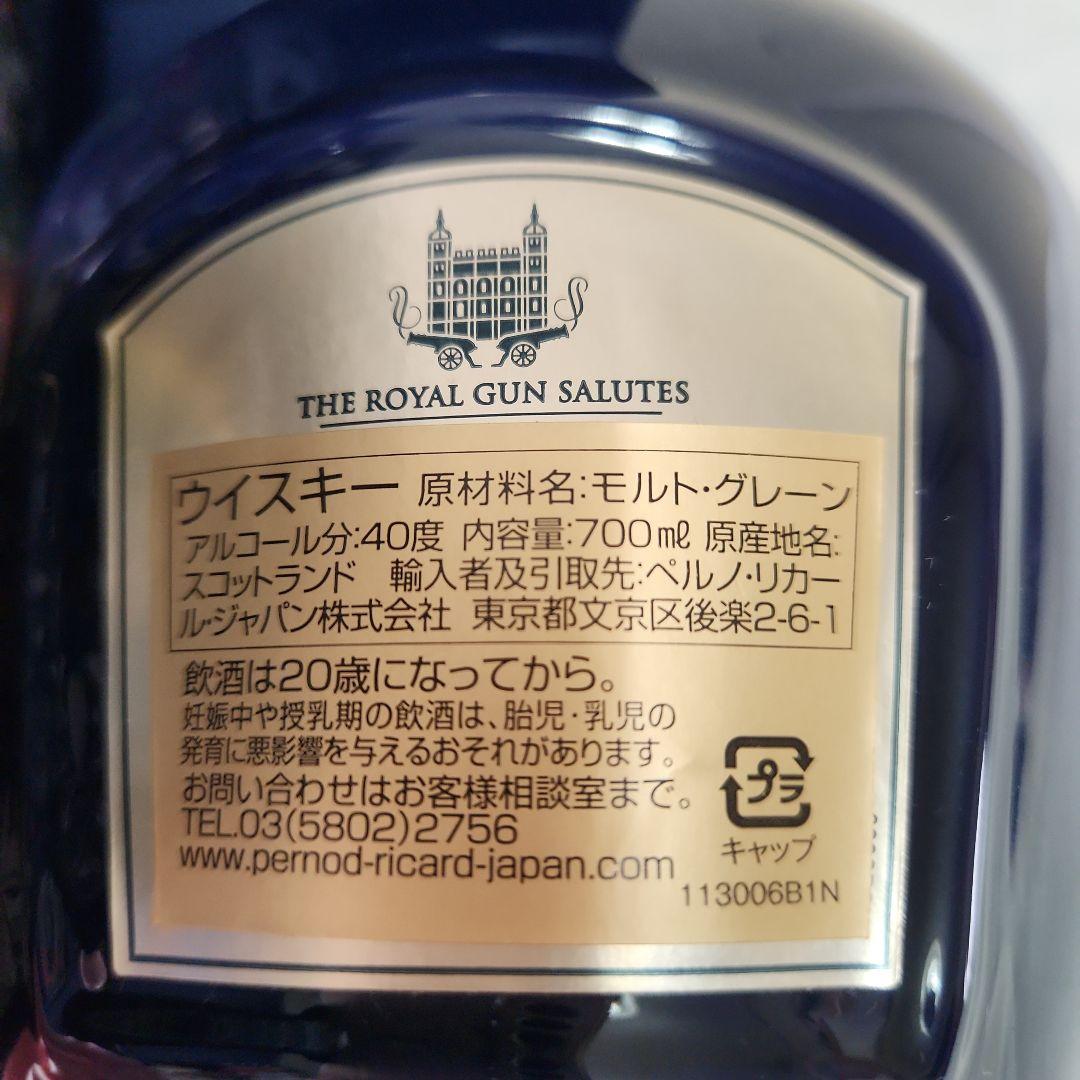 THE ROYAL GUN SALUTES
ウイスキー 原材料名:モルト・グレーン
アルコール分:40度 内容量:700㎖ 原産地名:
スコットランド 輸入者及引取先:ペルノ・リカー
ル・ジャパン株式会社 東京都文京区後楽2-6-1
飲酒は20歳になってから。
妊娠中や授乳期の飲酒は、胎児・乳児の
発育に悪影響を与えるおそれがあります。
お問い合わせはお客様相談室まで。
TEL.03(5802)2756
www.pernod-ricard-japan.com
プラ
キャップ
113006B1N